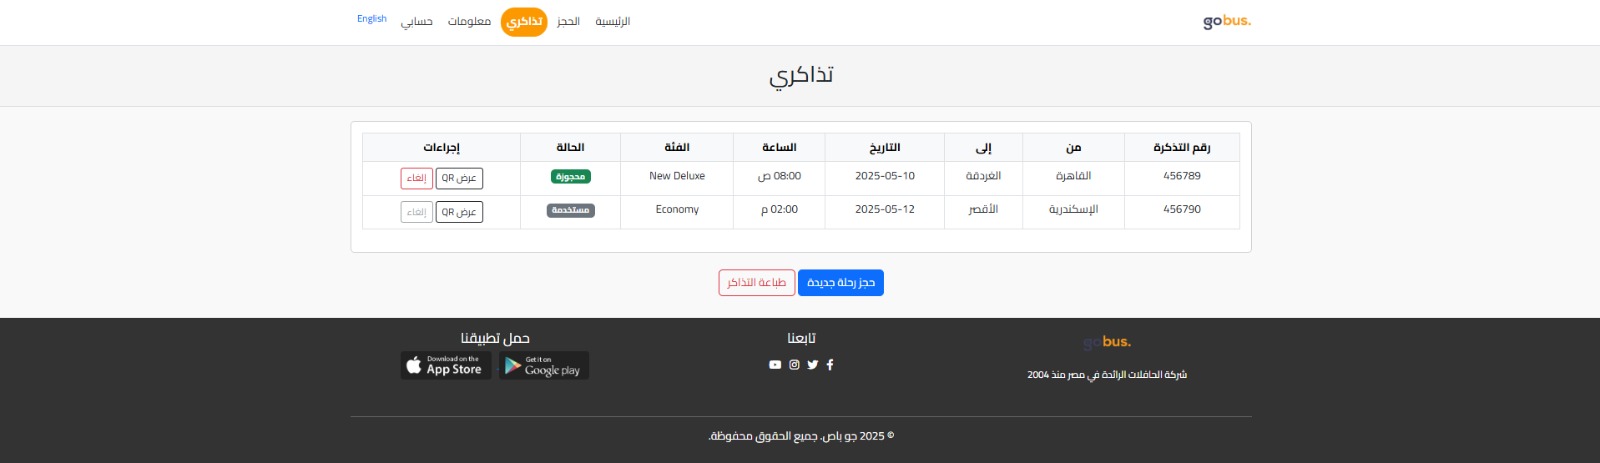 gobus.
الرئيسية الحجز تذاكري معلومات حسابي English
تذاكري
رقم التذكرة من إلى التاريخ الساعة الفئة الحالة إجراءات
456789 القاهرة الغردقة 2025-05-10 08:00 ص New Deluxe محجوزة عرض QR إلغاء
456790 الإسكندرية الأقصر 2025-05-12 02:00 م Economy مستخدمة عرض QR إلغاء
حجز رحلة جديدة طباعة التذاكر
gobus.
شركة الحافلات الرائدة في مصر منذ 2004
تابعنا
حمل تطبيقنا
Download on the
App Store
Get it on
Google play
© 2025 جو باص. جميع الحقوق محفوظة.